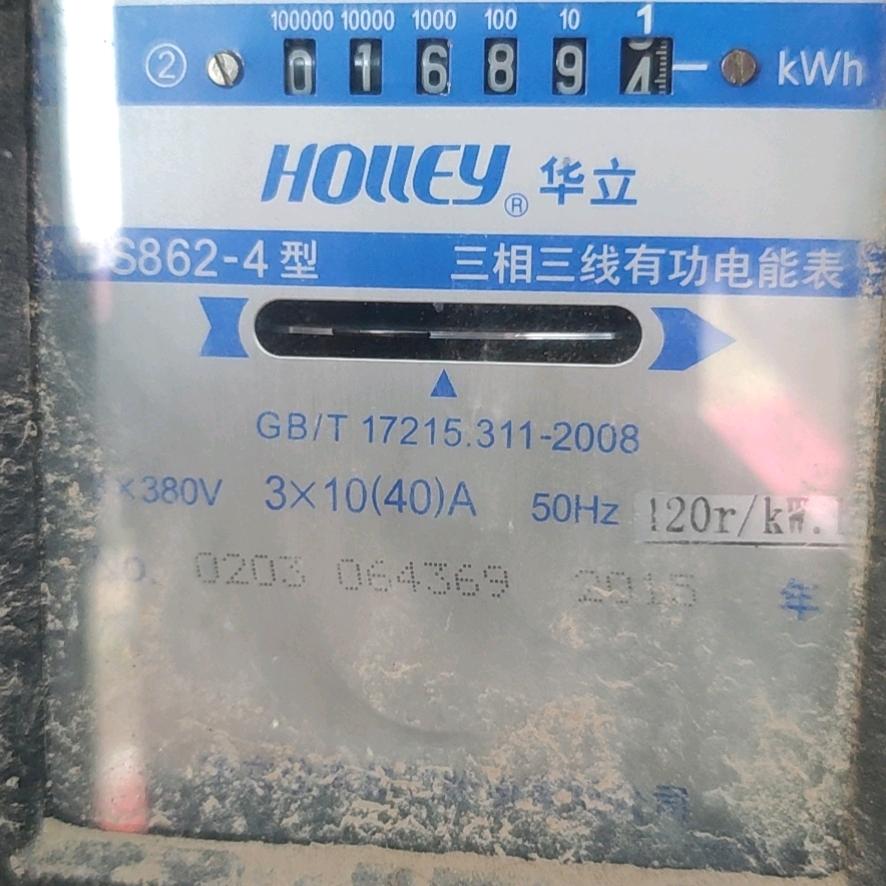 100000 10000 1000 100 10 1
② 0 1 6 8 9 4 kWh
HOLLEY® 华立
S862-4型 三相三线有功电能表
GB/T 17215.311-2008
×380V 3×10(40)A 50Hz 120r/kW.
No. 0203 064369 2015 年